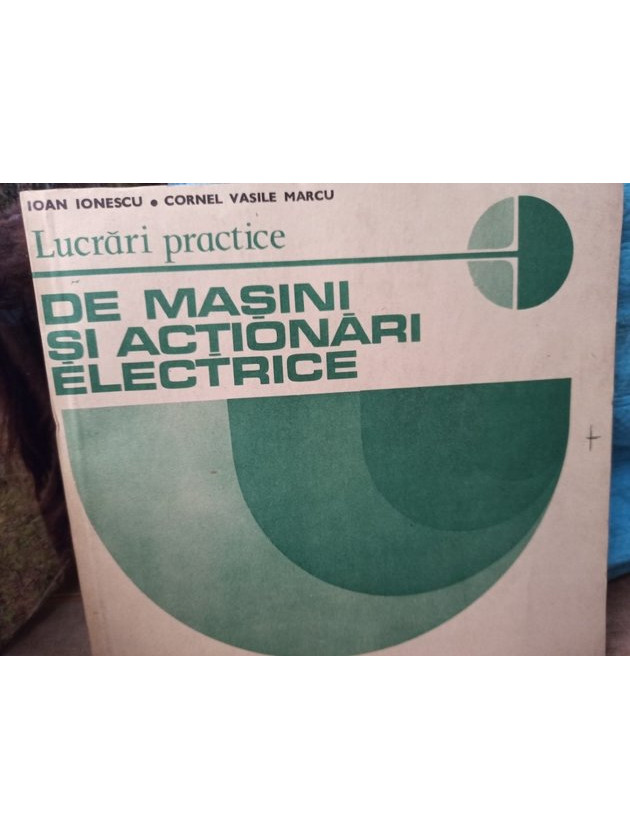 IOAN IONESCU • CORNEL VASILE MARCU
Lucrări practice
DE MAȘINI
ȘI ACȚIONĂRI
ELECTRICE